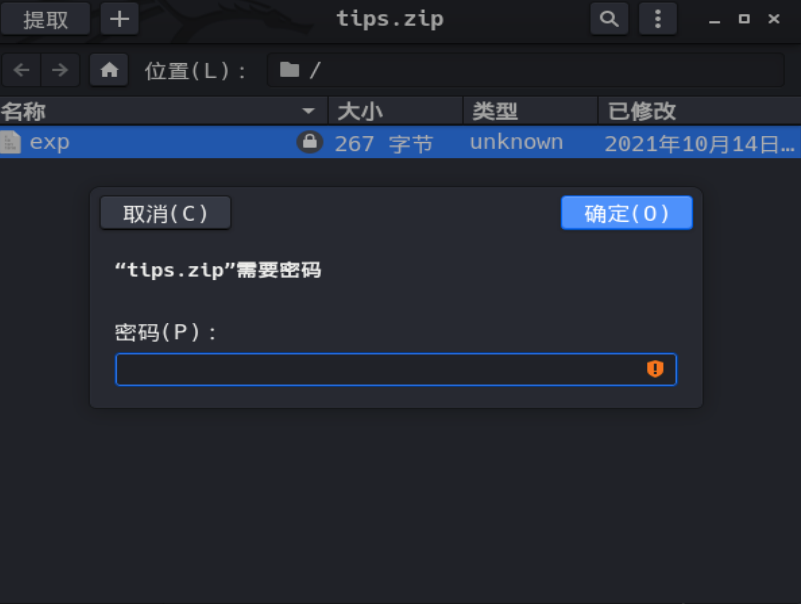 提取 + tips.zip
位置(L)： /
名称 大小 类型 已修改
exp 267 字节 unknown 2021年10月14日…
取消(C) 确定(O)
“tips.zip”需要密码
密码(P)：